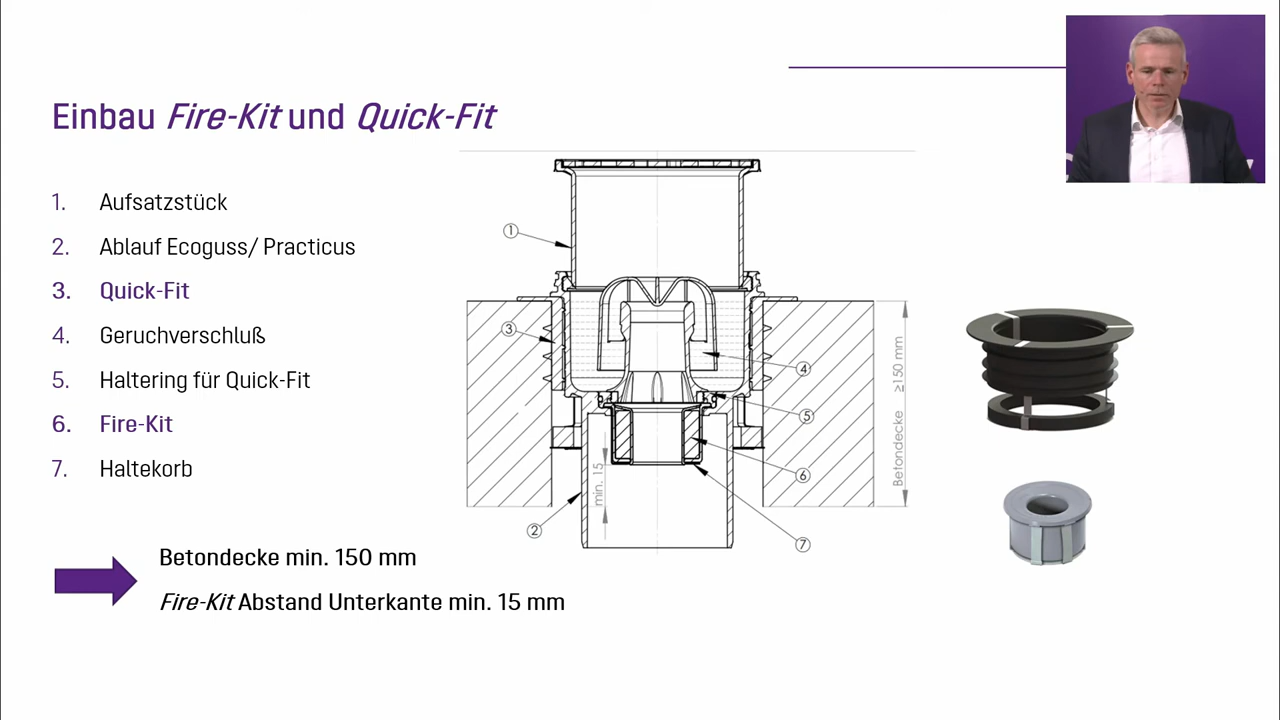 Einbau Fire-Kit und Quick-Fit
1. Aufsatzstück
2. Ablauf Ecoguss/ Practicus
3. Quick-Fit
4. Geruchverschluß
5. Haltering für Quick-Fit
6. Fire-Kit
7. Haltekorb
1
3
4
5
6
2
7
min. 15
Betondecke ≥150 mm
Betondecke min. 150 mm
Fire-Kit Abstand Unterkante min. 15 mm